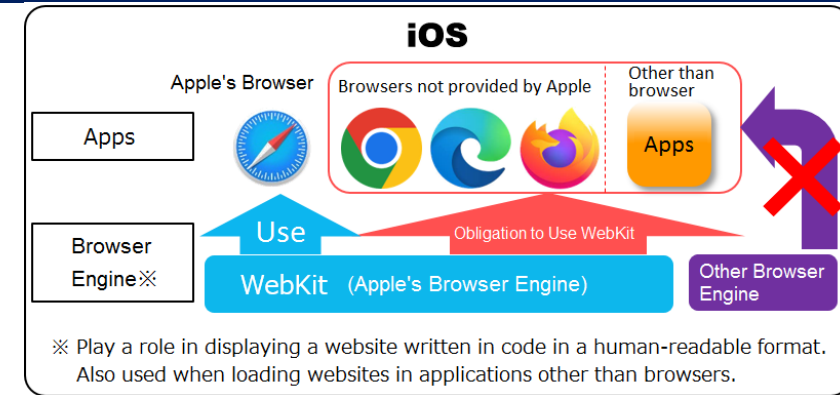 iOS
Apple's Browser
Browsers not provided by Apple
Other than
browser
Apps
Apps
Use
Obligation to Use WebKit
Browser
Engine※
WebKit (Apple's Browser Engine)
Other Browser
Engine
※ Play a role in displaying a website written in code in a human-readable format.
Also used when loading websites in applications other than browsers.